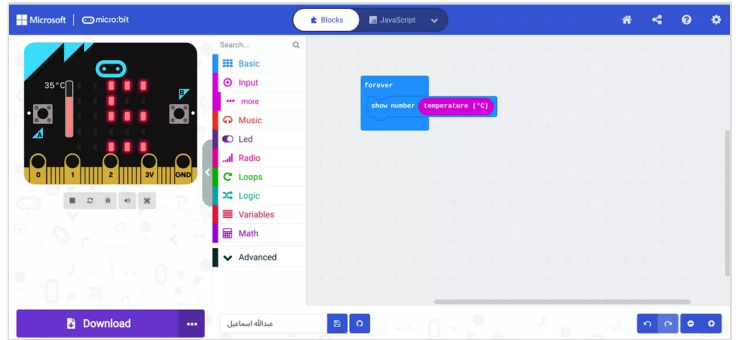 Microsoft
micro:bit
Blocks
JavaScript
Search...
Basic
Input
more
Music
Led
Radio
Loops
Logic
Variables
Math
Advanced
35°C
B
A
0 1 2 3V GND
forever
show number temperature (°C)
Download
عبدالله اسماعيل